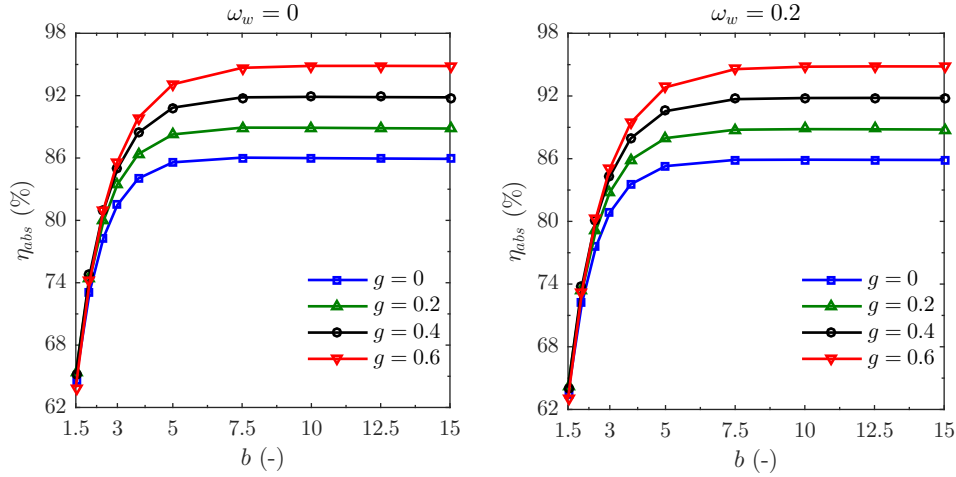 ω_w = 0
98
92
86
80
74
68
62
η_abs (%)
1.5 3 5 7.5 10 12.5 15
b (-)
g = 0
g = 0.2
g = 0.4
g = 0.6
ω_w = 0.2
98
92
86
80
74
68
62
η_abs (%)
1.5 3 5 7.5 10 12.5 15
b (-)
g = 0
g = 0.2
g = 0.4
g = 0.6